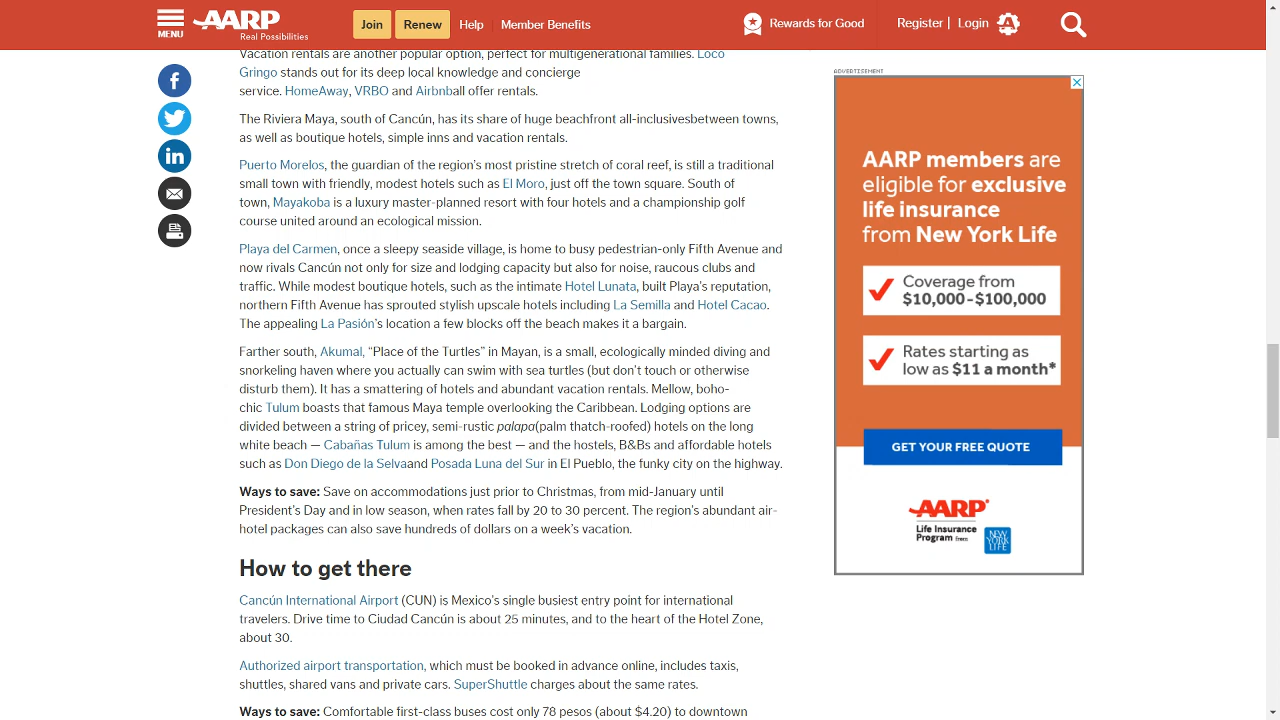 MENU
AARP
Real Possibilities
Join
Renew
Help
Member Benefits
Rewards for Good
Register |
Login
Vacation rentals are another popular option, perfect for multigenerational families. Loco
Gringo stands out for its deep local knowledge and concierge
service. HomeAway, VRBO and Airbnball offer rentals.
The Riviera Maya, south of Cancún, has its share of huge beachfront all-inclusivesbetween towns,
as well as boutique hotels, simple inns and vacation rentals.
Puerto Morelos, the guardian of the region's most pristine stretch of coral reef, is still a traditional
small town with friendly, modest hotels such as El Moro, just off the town square. South of
town, Mayakoba is a luxury master-planned resort with four hotels and a championship golf
course united around an ecological mission.
Playa del Carmen, once a sleepy seaside village, is home to busy pedestrian-only Fifth Avenue and
now rivals Cancún not only for size and lodging capacity but also for noise, raucous clubs and
traffic. While modest boutique hotels, such as the intimate Hotel Lunata, built Playa's reputation,
northern Fifth Avenue has sprouted stylish upscale hotels including La Semilla and Hotel Cacao.
The appealing La Pasión's location a few blocks off the beach makes it a bargain.
Farther south, Akumal, “Place of the Turtles” in Mayan, is a small, ecologically minded diving and
snorkeling haven where you actually can swim with sea turtles (but don't touch or otherwise
disturb them). It has a smattering of hotels and abundant vacation rentals. Mellow, boho-
chic Tulum boasts that famous Maya temple overlooking the Caribbean. Lodging options are
divided between a string of pricey, semi-rustic palapa(palm thatch-roofed) hotels on the long
white beach — Cabañas Tulum is among the best — and the hostels, B&Bs and affordable hotels
such as Don Diego de la Selvaand Posada Luna del Sur in El Pueblo, the funky city on the highway.
Ways to save: Save on accommodations just prior to Christmas, from mid-January until
President's Day and in low season, when rates fall by 20 to 30 percent. The region's abundant air-
hotel packages can also save hundreds of dollars on a week's vacation.
How to get there
Cancún International Airport (CUN) is Mexico's single busiest entry point for international
travelers. Drive time to Ciudad Cancún is about 25 minutes, and to the heart of the Hotel Zone,
about 30.
Authorized airport transportation, which must be booked in advance online, includes taxis,
shuttles, shared vans and private cars. SuperShuttle charges about the same rates.
Ways to save: Comfortable first-class buses cost only 78 pesos (about $4.20) to downtown
ADVERTISEMENT
AARP members are
eligible for exclusive
life insurance
from New York Life
Coverage from
$10,000-$100,000
Rates starting as
low as $11 a month*
GET YOUR FREE QUOTE
AARP
Life Insurance
Program from
NEW
YORK
LIFE